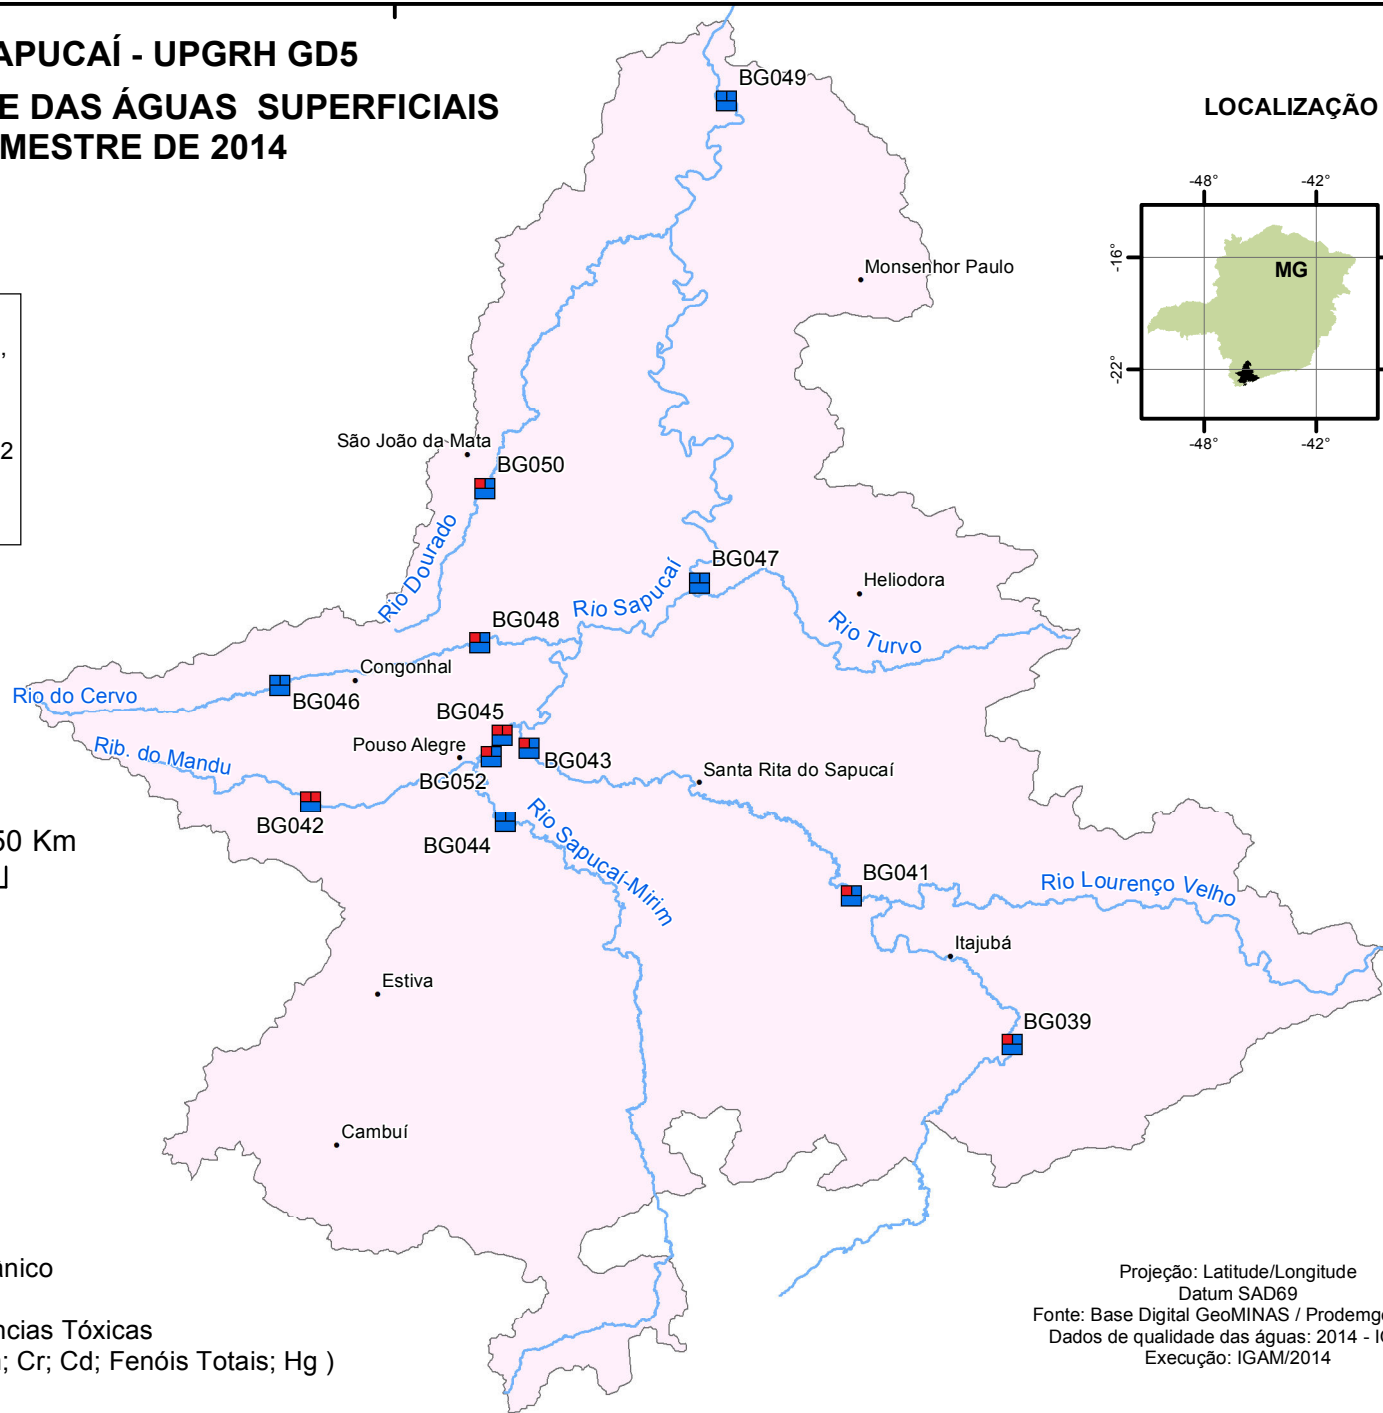 APUCAÍ - UPGRH GD5
E DAS ÁGUAS SUPERFICIAIS
MESTRE DE 2014
LOCALIZAÇÃO
-48°
-42°
-16°
MG
-22°
-48°
-42°
,
2
BG049
Monsenhor Paulo
São João da Mata
BG050
Rio Dourado
BG047
Rio Sapucaí
Heliodora
Rio Turvo
BG048
Congonhal
Rio do Cervo
BG046
BG045
Rib. do Mandu
Pouso Alegre
BG043
BG052
Santa Rita do Sapucaí
BG042
Rio Sapucaí-Mirim
BG044
50 Km
BG041
Rio Lourenço Velho
Itajubá
Estiva
BG039
Cambuí
ânico
ncias Tóxicas
; Cr; Cd; Fenóis Totais; Hg )
Projeção: Latitude/Longitude
Datum SAD69
Fonte: Base Digital GeoMINAS / Prodemge
Dados de qualidade das águas: 2014 - I
Execução: IGAM/2014